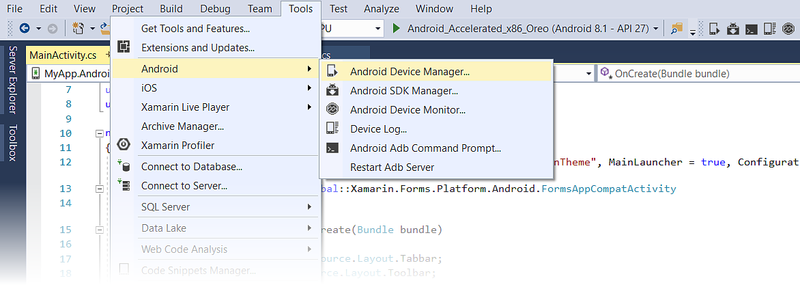 File Edit View Project Build Debug Team Tools Test Analyze Window Help
PU Android_Accelerated_x86_Oreo (Android 8.1 - API 27)
Get Tools and Features...
Extensions and Updates...
Android
iOS
Xamarin Live Player
Archive Manager...
Xamarin Profiler
Connect to Database...
Connect to Server...
SQL Server
Data Lake
Web Code Analysis
Code Snippets Manager...
Android Device Manager...
Android SDK Manager...
Android Device Monitor...
Device Log...
Android Adb Command Prompt...
Restart Adb Server
Server Explorer
Toolbox
MainActivity.cs
cs
MyApp.Android
OnCreate(Bundle bundle)
7 u
8 u
9
10 n
11 {
12 nTheme", MainLauncher = true, Configurat
13 bal::Xamarin.Forms.Platform.Android.FormsAppCompatActivity
14
15 reate(Bundle bundle)
16
17 ource.Layout.Tabbar;
18 urce.Layout.Toolbar;